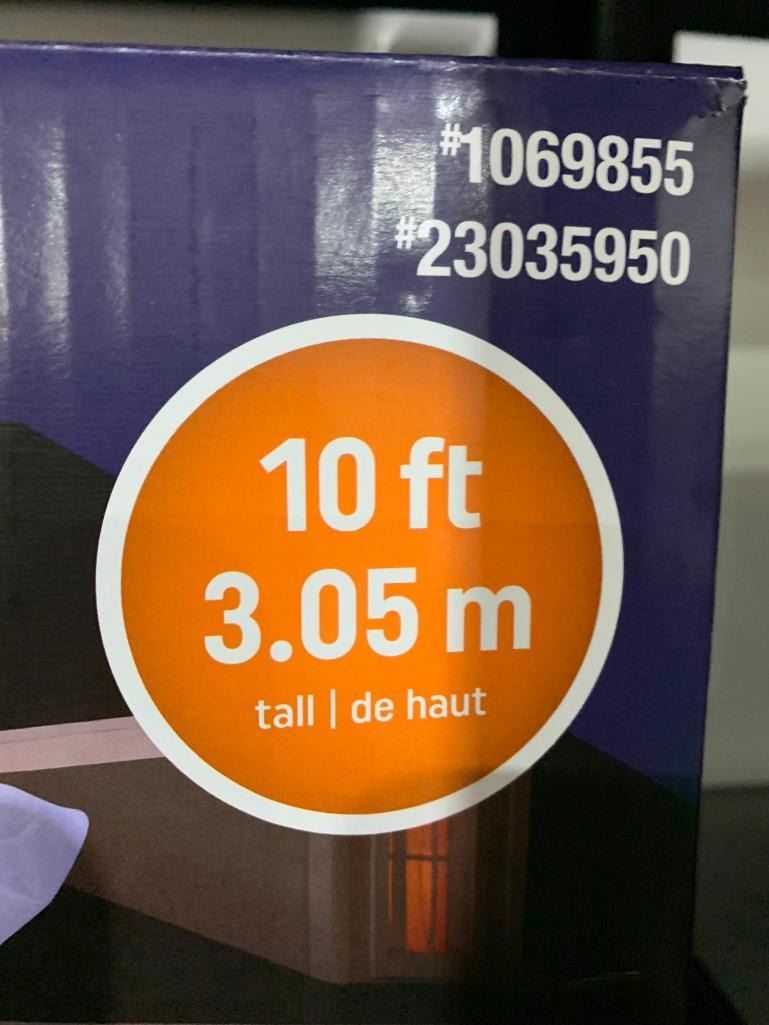 #1069855
#23035950
10 ft
3.05 m
tall | de haut